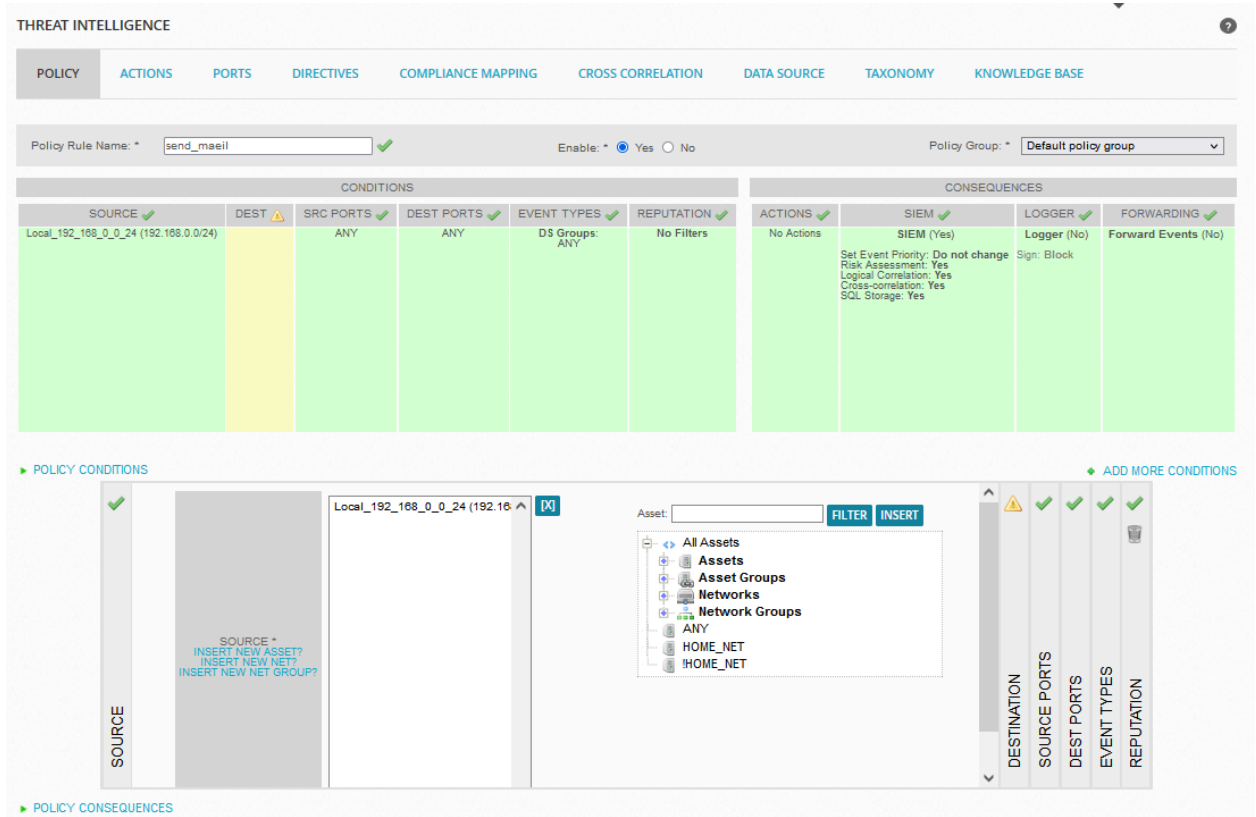 THREAT INTELLIGENCE
?
POLICY ACTIONS PORTS DIRECTIVES COMPLIANCE MAPPING CROSS CORRELATION DATA SOURCE TAXONOMY KNOWLEDGE BASE
Policy Rule Name: * send_maeil Enable: * Yes No Policy Group: * Default policy group
CONDITIONS CONSEQUENCES
SOURCE DEST SRC PORTS DEST PORTS EVENT TYPES REPUTATION ACTIONS SIEM LOGGER FORWARDING
Local_192_168_0_0_24 (192.168.0.0/24) ANY ANY DS Groups: No Filters No Actions SIEM (Yes) Logger (No) Forward Events (No)
ANY
Set Event Priority: Do not change Sign: Block
Risk Assessment: Yes
Logical Correlation: Yes
Cross-correlation: Yes
SQL Storage: Yes
POLICY CONDITIONS ADD MORE CONDITIONS
SOURCE
SOURCE *
INSERT NEW ASSET?
INSERT NEW NET?
INSERT NEW NET GROUP?
Local_192_168_0_0_24 (192.16
[X]
Asset: FILTER INSERT
All Assets
Assets
Asset Groups
Networks
Network Groups
ANY
HOME_NET
!HOME_NET
DESTINATION
SOURCE PORTS
DEST PORTS
EVENT TYPES
REPUTATION
POLICY CONSEQUENCES